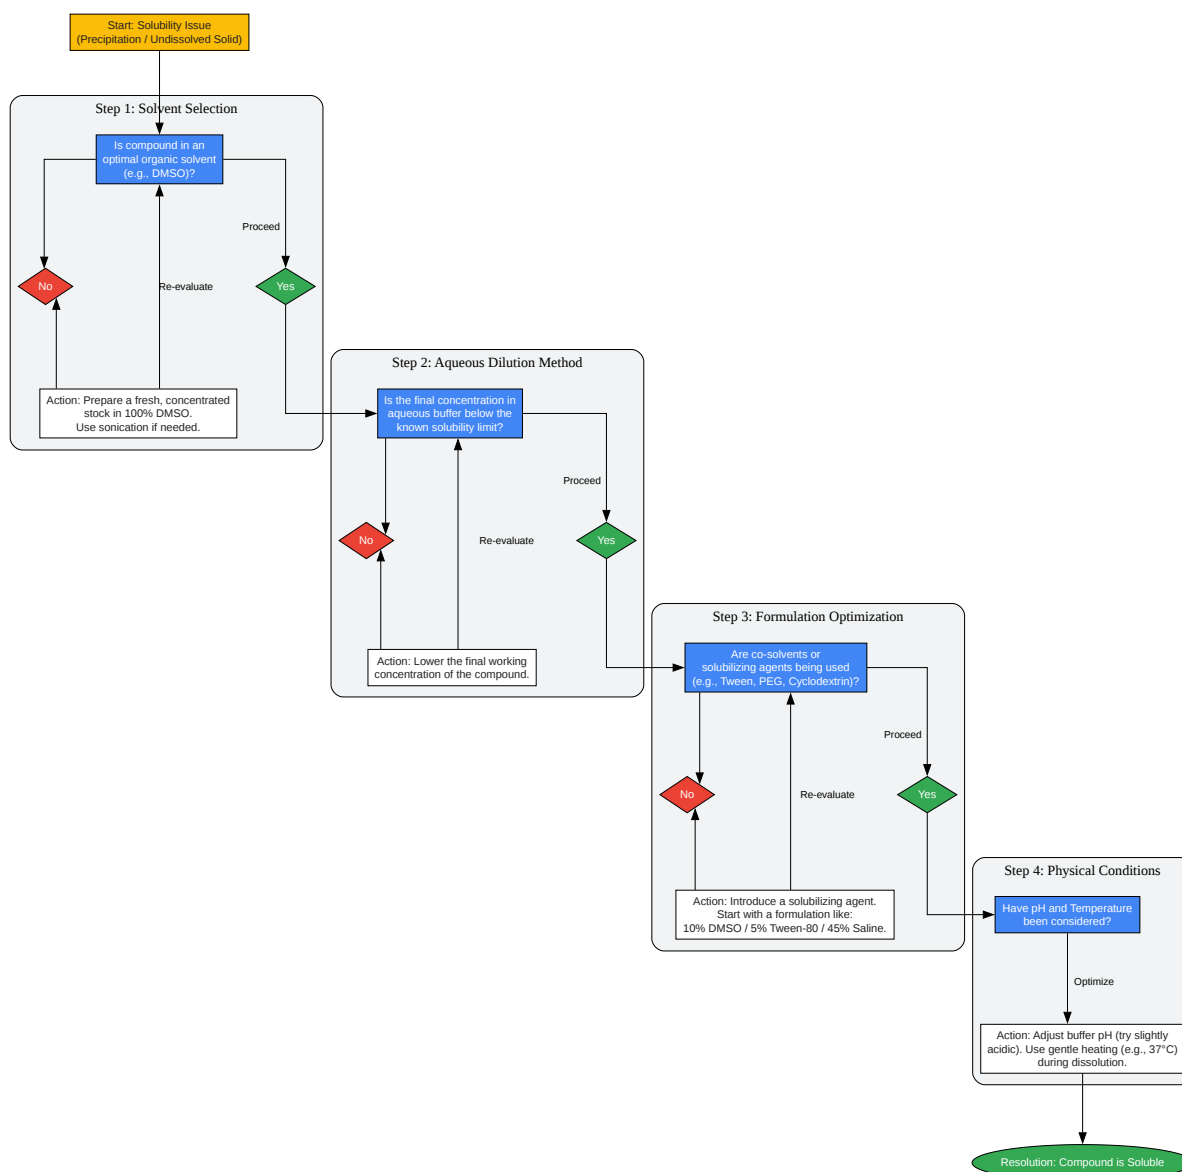 Start: Solubility Issue
(Precipitation / Undissolved Solid)
Step 1: Solvent Selection
Is compound in an
optimal organic solvent
(e.g., DMSO)?
Proceed
No
Re-evaluate
Yes
Action: Prepare a fresh, concentrated
stock in 100% DMSO.
Use sonication if needed.
Step 2: Aqueous Dilution Method
Is the final concentration in
aqueous buffer below the
known solubility limit?
Proceed
No
Re-evaluate
Yes
Action: Lower the final working
concentration of the compound.
Step 3: Formulation Optimization
Are co-solvents or
solubilizing agents being used
(e.g., Tween, PEG, Cyclodextrin)?
Proceed
No
Re-evaluate
Yes
Action: Introduce a solubilizing agent.
Start with a formulation like:
10% DMSO / 5% Tween-80 / 45% Saline.
Step 4: Physical Conditions
Have pH and Temperature
been considered?
Optimize
Action: Adjust buffer pH (try slightly
acidic). Use gentle heating (e.g., 37°C)
during dissolution.
Resolution: Compound is Soluble